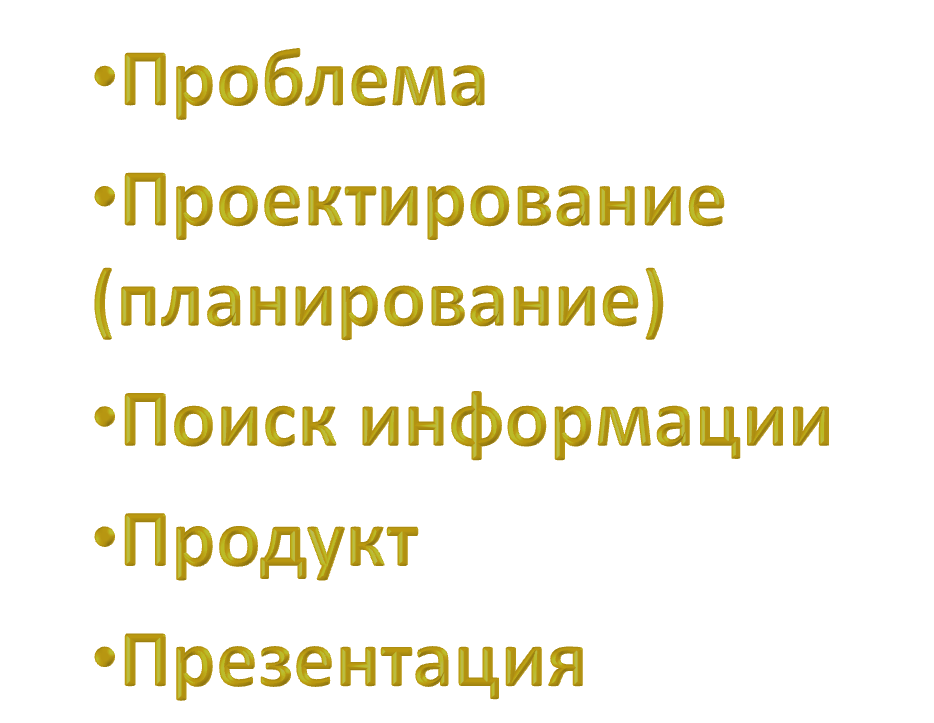 •Проблема
•Проектирование
(планирование)
•Поиск информации
•Продукт
•Презентация